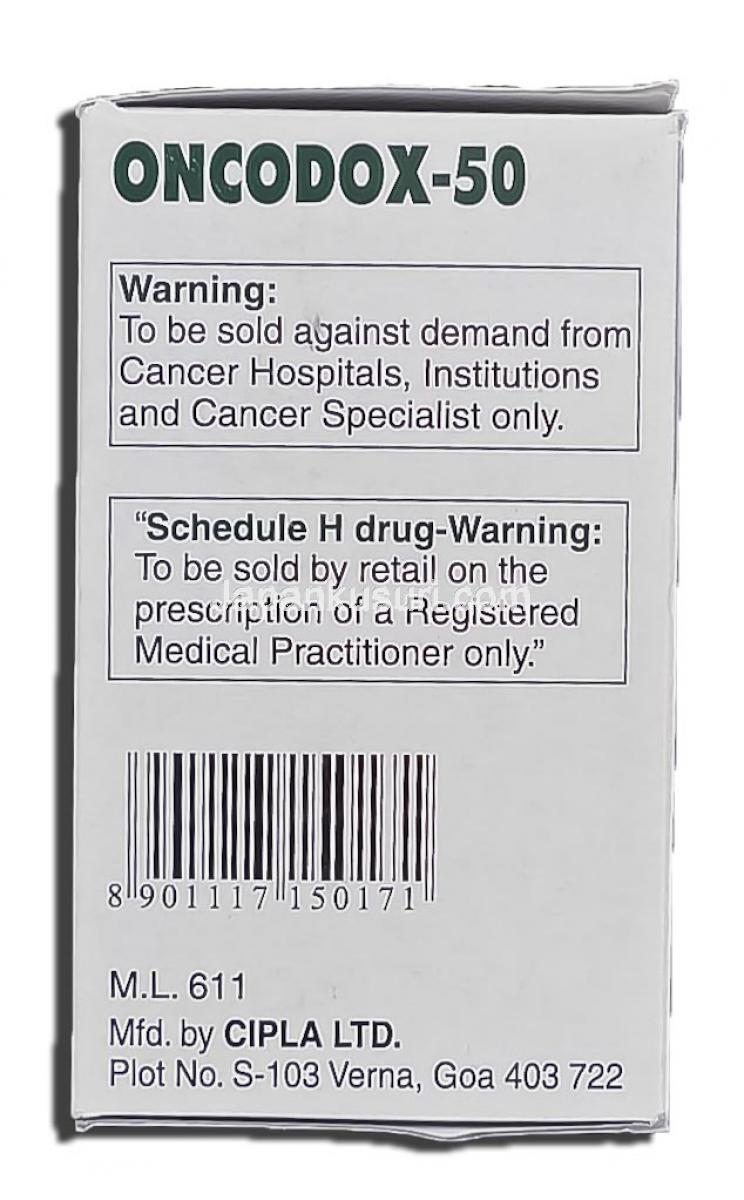 ONCODOX-50
Warning:
To be sold against demand from
Cancer Hospitals, Institutions
and Cancer Specialist only.
“Schedule H drug-Warning:
To be sold by retail on the
Japankusuri.com
prescription of a Registered
Medical Practitioner only.”
8 901117 150171
M.L. 611
Mfd. by CIPLA LTD.
Plot No. S-103 Verna, Goa 403 722